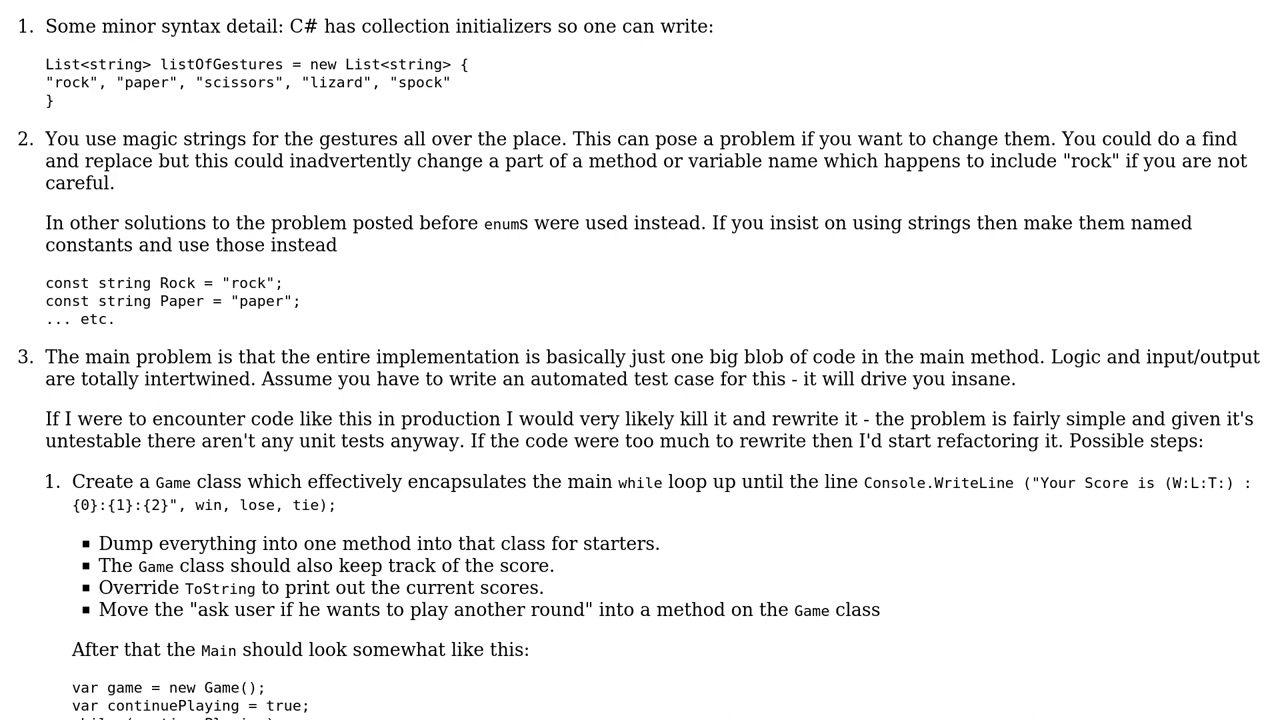 1. Some minor syntax detail: C# has collection initializers so one can write:
List<string> listOfGestures = new List<string> {
"rock", "paper", "scissors", "lizard", "spock"
}
2. You use magic strings for the gestures all over the place. This can pose a problem if you want to change them. You could do a find
and replace but this could inadvertently change a part of a method or variable name which happens to include "rock" if you are not
careful.
In other solutions to the problem posted before enums were used instead. If you insist on using strings then make them named
constants and use those instead
const string Rock = "rock";
const string Paper = "paper";
... etc.
3. The main problem is that the entire implementation is basically just one big blob of code in the main method. Logic and input/output
are totally intertwined. Assume you have to write an automated test case for this - it will drive you insane.
If I were to encounter code like this in production I would very likely kill it and rewrite it - the problem is fairly simple and given it's
untestable there aren't any unit tests anyway. If the code were too much to rewrite then I'd start refactoring it. Possible steps:
1. Create a Game class which effectively encapsulates the main while loop up until the line Console.WriteLine ("Your Score is (W:L:T:) :
{0}:{1}:{2}", win, lose, tie);
▪ Dump everything into one method into that class for starters.
▪ The Game class should also keep track of the score.
▪ Override ToString to print out the current scores.
▪ Move the "ask user if he wants to play another round" into a method on the Game class
After that the Main should look somewhat like this:
var game = new Game();
var continuePlaying = true;